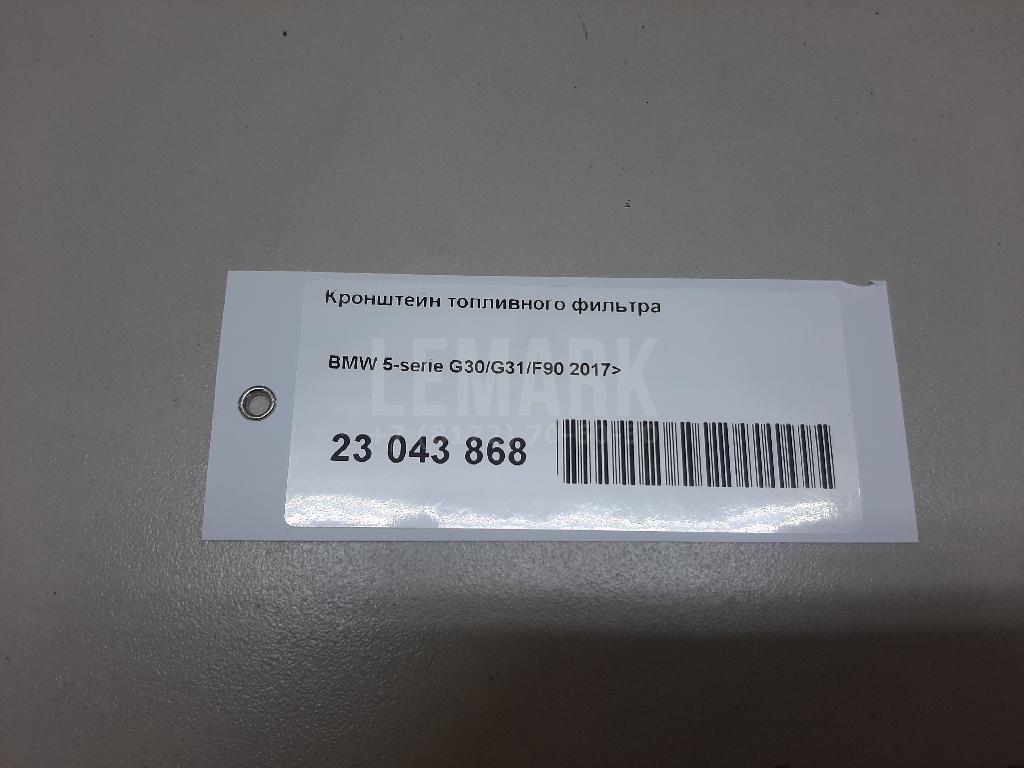 Кронштейн топливного фильтра
BMW 5-serie G30/G31/F90 2017>
LEMARK
23 043 868